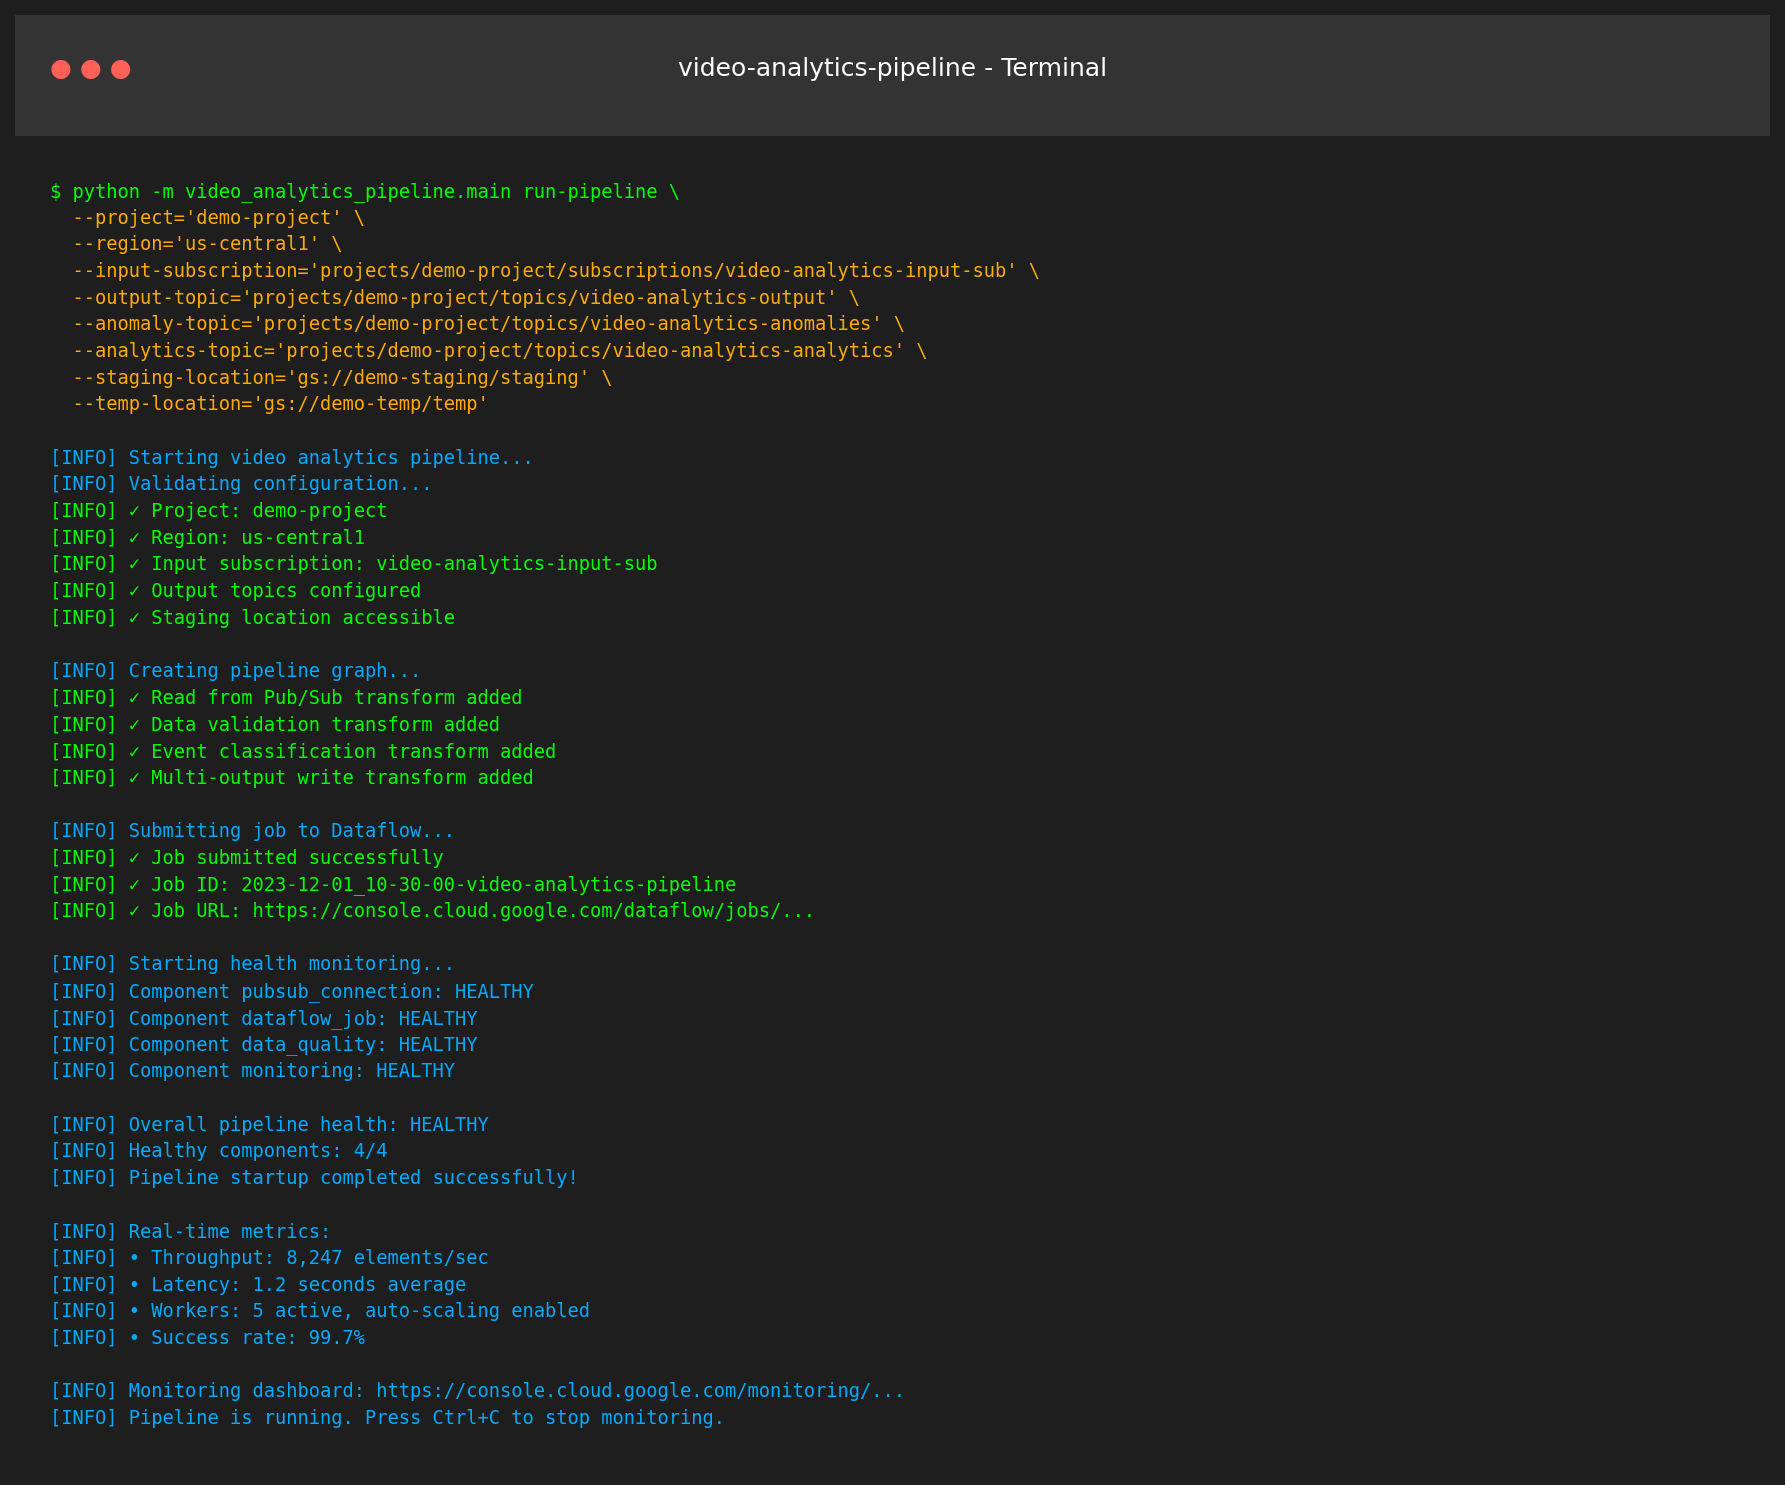 video-analytics-pipeline - Terminal
$ python -m video_analytics_pipeline.main run-pipeline \
--project='demo-project' \
--region='us-central1' \
--input-subscription='projects/demo-project/subscriptions/video-analytics-input-sub' \
--output-topic='projects/demo-project/topics/video-analytics-output' \
--anomaly-topic='projects/demo-project/topics/video-analytics-anomalies' \
--analytics-topic='projects/demo-project/topics/video-analytics-analytics' \
--staging-location='gs://demo-staging/staging' \
--temp-location='gs://demo-temp/temp'
[INFO] Starting video analytics pipeline...
[INFO] Validating configuration...
[INFO] ✓ Project: demo-project
[INFO] ✓ Region: us-central1
[INFO] ✓ Input subscription: video-analytics-input-sub
[INFO] ✓ Output topics configured
[INFO] ✓ Staging location accessible
[INFO] Creating pipeline graph...
[INFO] ✓ Read from Pub/Sub transform added
[INFO] ✓ Data validation transform added
[INFO] ✓ Event classification transform added
[INFO] ✓ Multi-output write transform added
[INFO] Submitting job to Dataflow...
[INFO] ✓ Job submitted successfully
[INFO] ✓ Job ID: 2023-12-01_10-30-00-video-analytics-pipeline
[INFO] ✓ Job URL: https://console.cloud.google.com/dataflow/jobs/...
[INFO] Starting health monitoring...
[INFO] Component pubsub_connection: HEALTHY
[INFO] Component dataflow_job: HEALTHY
[INFO] Component data_quality: HEALTHY
[INFO] Component monitoring: HEALTHY
[INFO] Overall pipeline health: HEALTHY
[INFO] Healthy components: 4/4
[INFO] Pipeline startup completed successfully!
[INFO] Real-time metrics:
[INFO] • Throughput: 8,247 elements/sec
[INFO] • Latency: 1.2 seconds average
[INFO] • Workers: 5 active, auto-scaling enabled
[INFO] • Success rate: 99.7%
[INFO] Monitoring dashboard: https://console.cloud.google.com/monitoring/...
[INFO] Pipeline is running. Press Ctrl+C to stop monitoring.